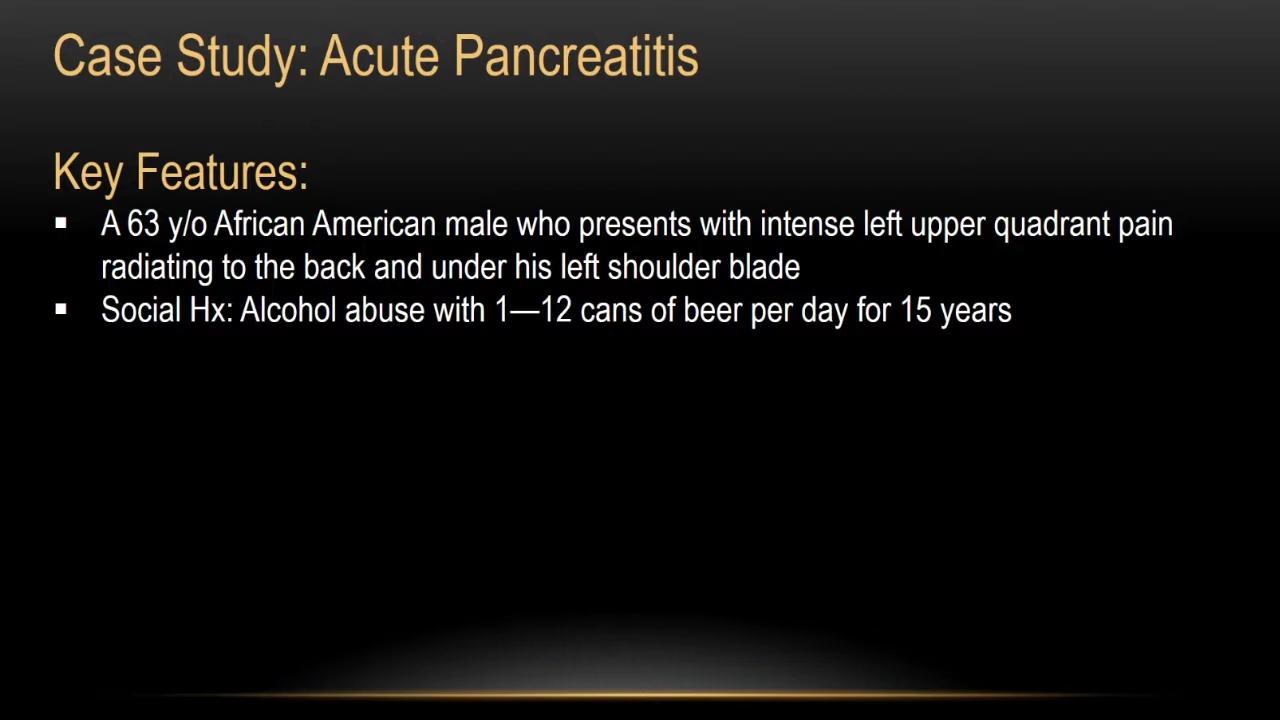 Case Study: Acute Pancreatitis
Key Features:
▪ A 63 y/o African American male who presents with intense left upper quadrant pain
radiating to the back and under his left shoulder blade
▪ Social Hx: Alcohol abuse with 1—12 cans of beer per day for 15 years